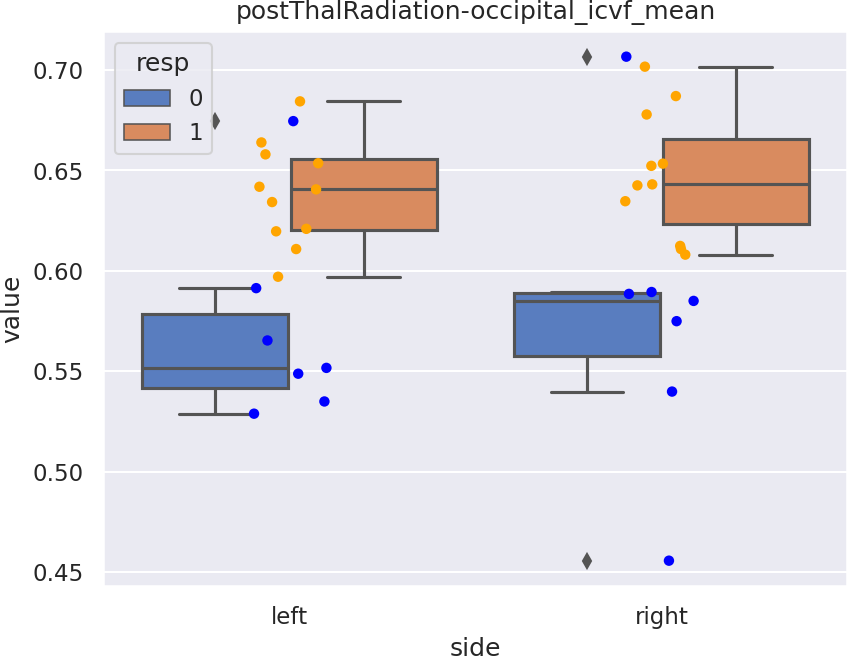 postThalRadiation-occipital_icvf_mean
resp
0
1
0.70
0.65
0.60
0.55
0.50
0.45
value
left
right
side